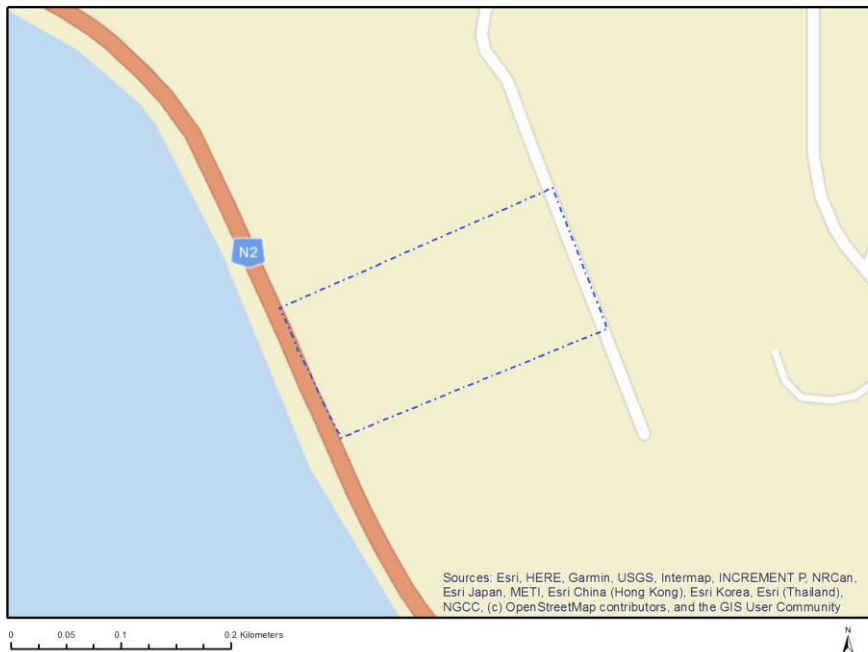 N2
Sources: Esri, HERE, Garmin, USGS, Intermap, INCREMENT P, NRCan,
Esri Japan, METI, Esri China (Hong Kong), Esri Korea, Esri (Thailand),
NGCC, (c) OpenStreetMap contributors, and the GIS User Community
0 0.05 0.1 0.2 Kilometers
N